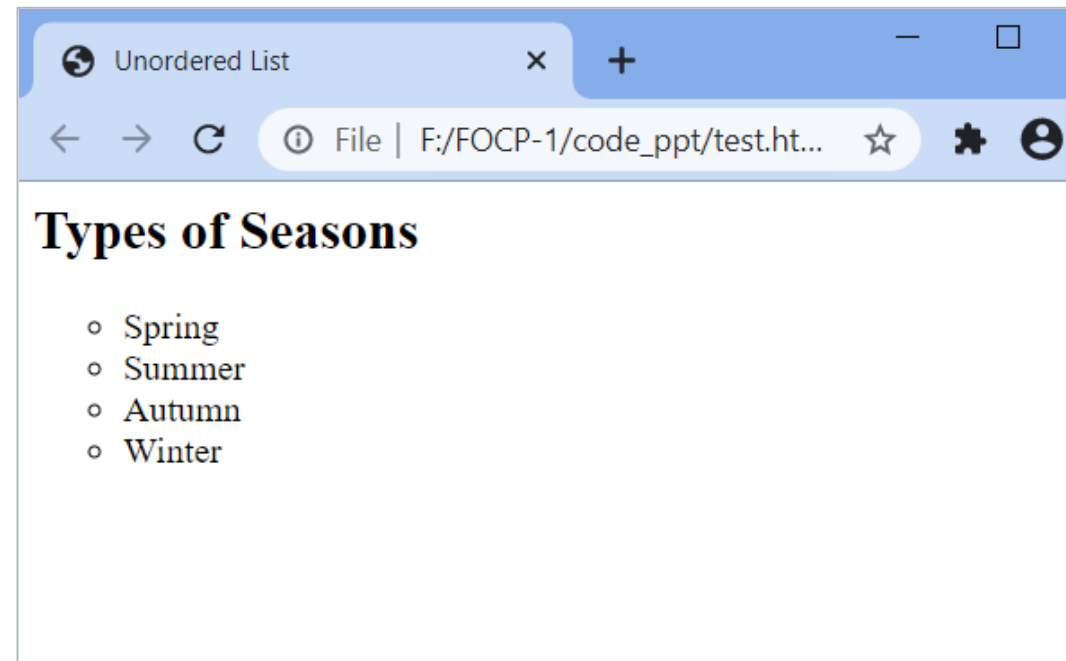 Unordered List
File | F:/FOCP-1/code_ppt/test.ht...
Types of Seasons
Spring
Summer
Autumn
Winter